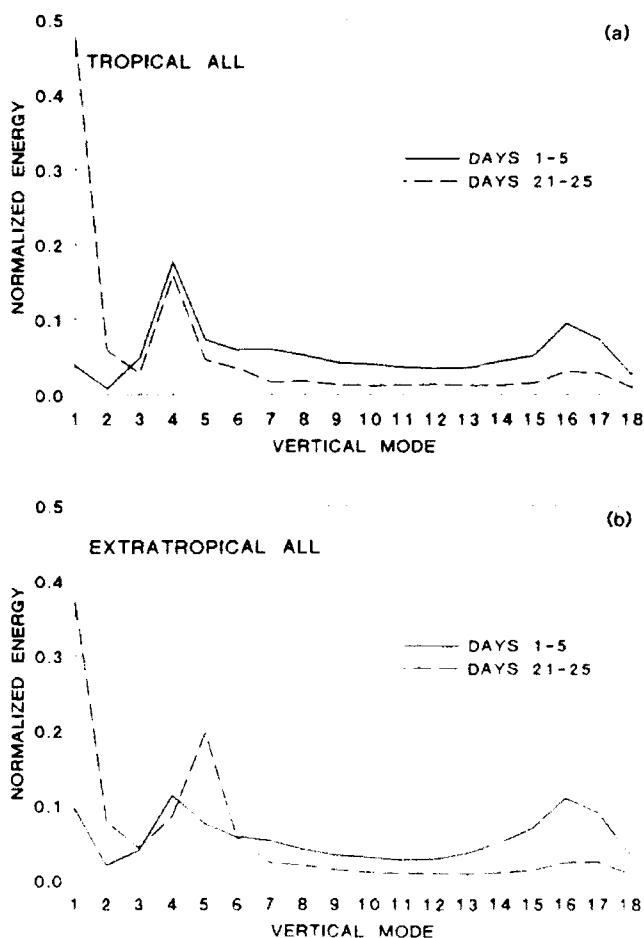 (a)
TROPICAL ALL
DAYS 1-5
DAYS 21-25
NORMALIZED ENERGY
0.5
0.4
0.3
0.2
0.1
0.0
1 2 3 4 5 6 7 8 9 10 11 12 13 14 15 16 17 18
VERTICAL MODE
(b)
EXTRATROPICAL ALL
DAYS 1-5
DAYS 21-25
NORMALIZED ENERGY
0.5
0.4
0.3
0.2
0.1
0.0
1 2 3 4 5 6 7 8 9 10 11 12 13 14 15 16 17 18
VERTICAL MODE